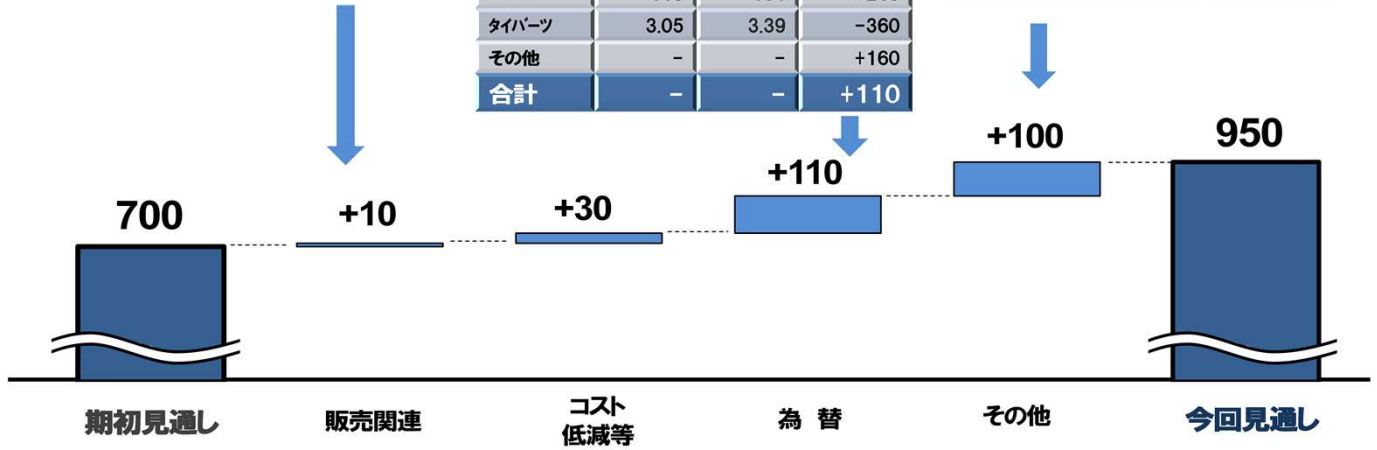 タイバーツ 3.05 3.39 -360
その他 - - +160
合計 - - +110
+100
950
+110
+30
+10
700
期初見通し
販売関連
コスト
低減等
為 替
その他
今回見通し